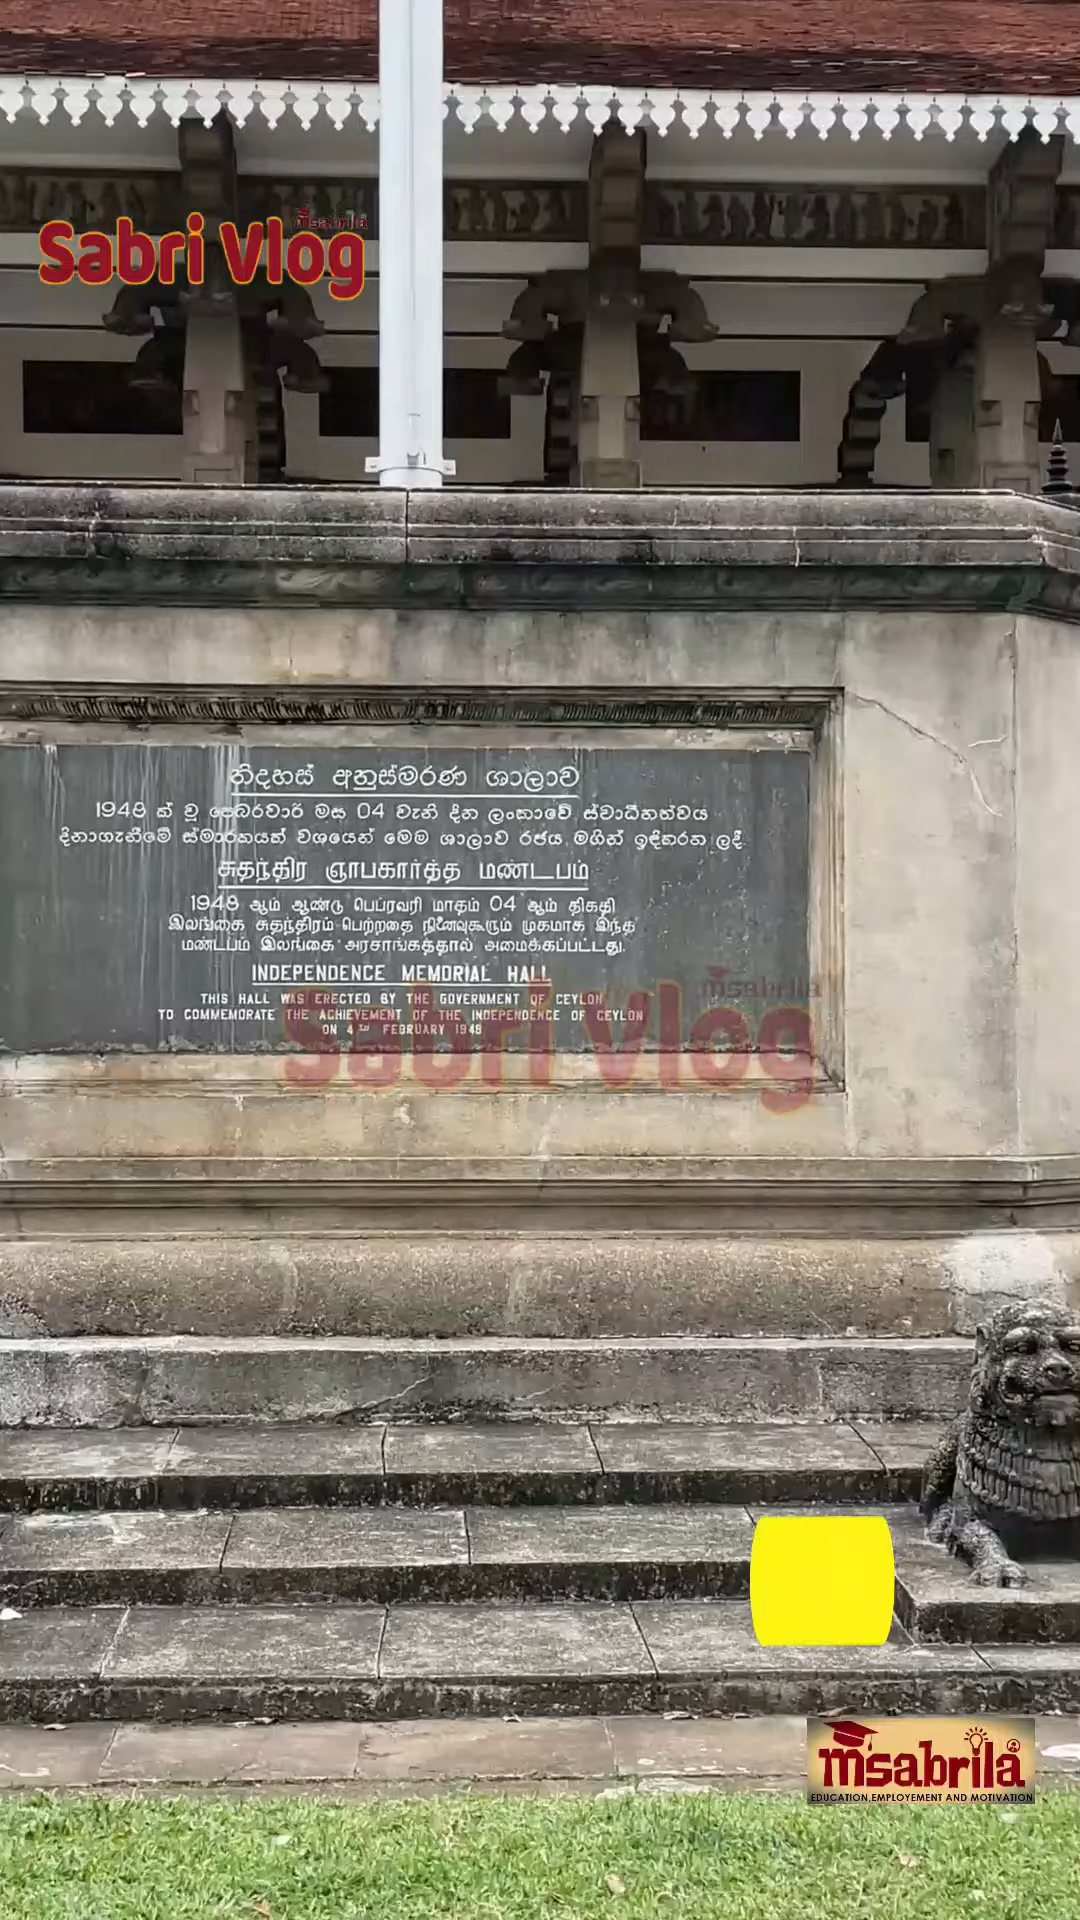 msabrila
Sabri Vlog
නිදහස් අනුස්මරණ ශාලාව
1948 ක් වූ පෙබරවාරි මස 04 වැනි දින ලංකාවේ ස්වාධීනත්වය
දිනාගැනීමේ ස්මාරකයක් වශයෙන් මෙම ශාලාව රජය මගින් ඉදිකරන ලදී.
சுதந்திர ஞாபகார்த்த மண்டபம்
1948 ஆம் ஆண்டு பெப்ரவரி மாதம் 04 ஆம் திகதி
இலங்கை சுதந்திரம் பெற்றதை நினைவுகூரும் முகமாக இந்த
மண்டபம் இலங்கை அரசாங்கத்தால் அமைக்கப்பட்டது.
INDEPENDENCE MEMORIAL HALL
THIS HALL WAS ERECTED BY THE GOVERNMENT OF CEYLON
TO COMMEMORATE THE ACHIEVEMENT OF THE INDEPENDENCE OF CEYLON
ON 4TH FEBRUARY 1948
msabrila
Sabri Vlog
msabrila
EDUCATION,EMPLOYEMENT AND MOTIVATION